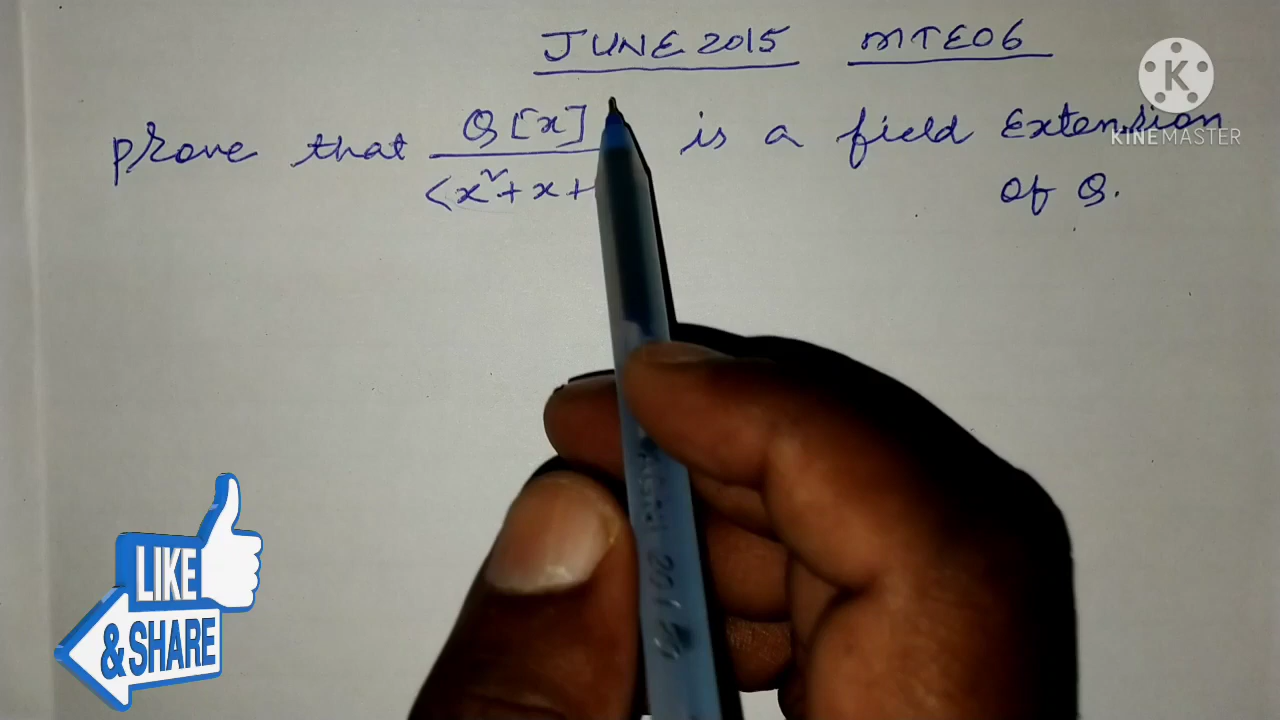 JUNE 2015 MTE06
K
KINEMASTER
prove that Q[x] is a field Extension
<x²+x+
of Q.
LIKE
& SHARE